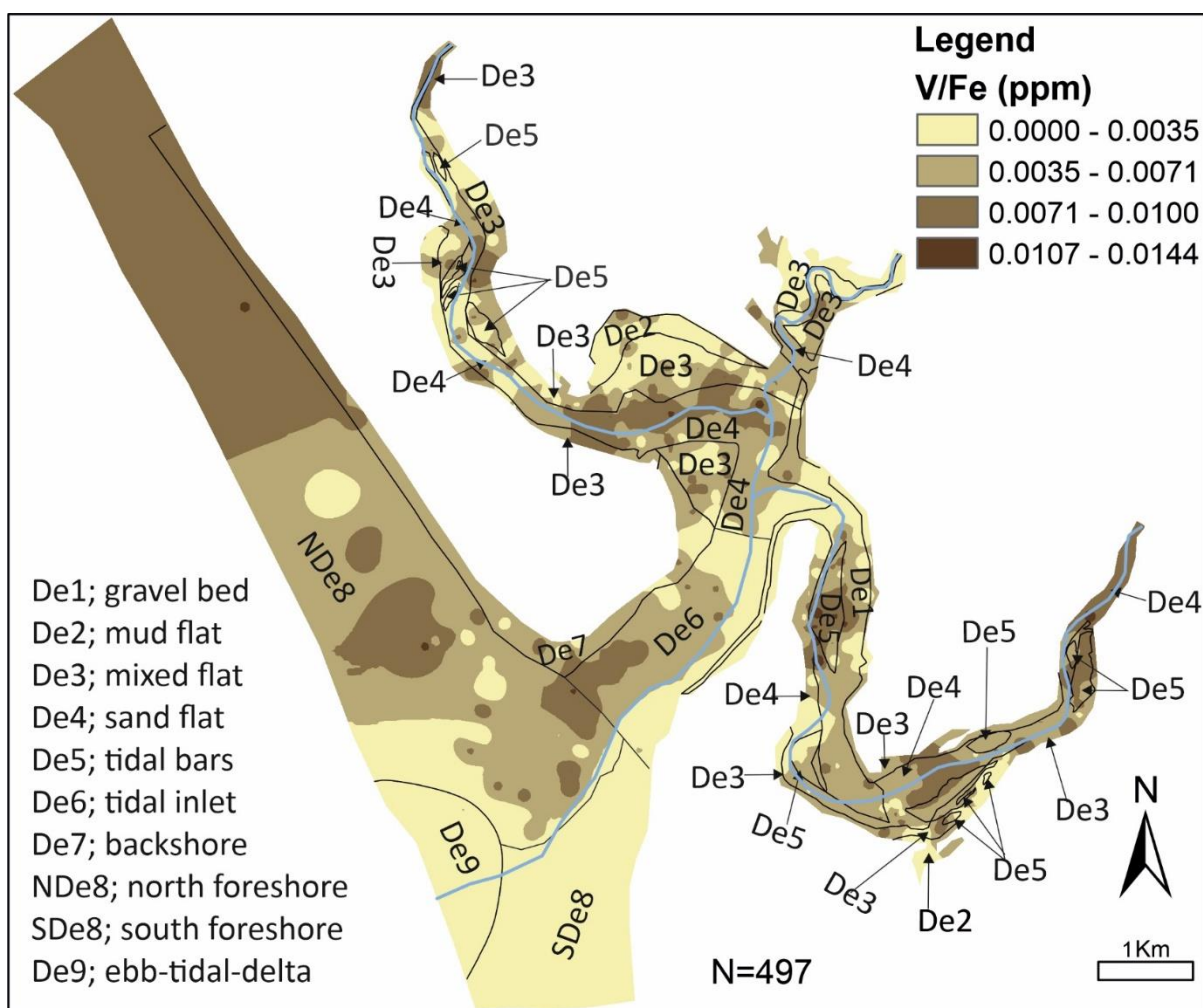 Legend
V/Fe (ppm)
0.0000 - 0.0035
0.0035 - 0.0071
0.0071 - 0.0100
0.0107 - 0.0144
De3
De5
De3
De4
De3
De5
De3
De2
De3
De4
De3
De3
De4
De4
De3
De3
De4
De3
De4
NDe8
De7
De6
De1
De5
De4
De5
De4
De5
De3
De4
De3
De5
De3
De5
De3
De2
De9
SDe8
De1; gravel bed
De2; mud flat
De3; mixed flat
De4; sand flat
De5; tidal bars
De6; tidal inlet
De7; backshore
NDe8; north foreshore
SDe8; south foreshore
De9; ebb-tidal-delta
N=497
N
1Km